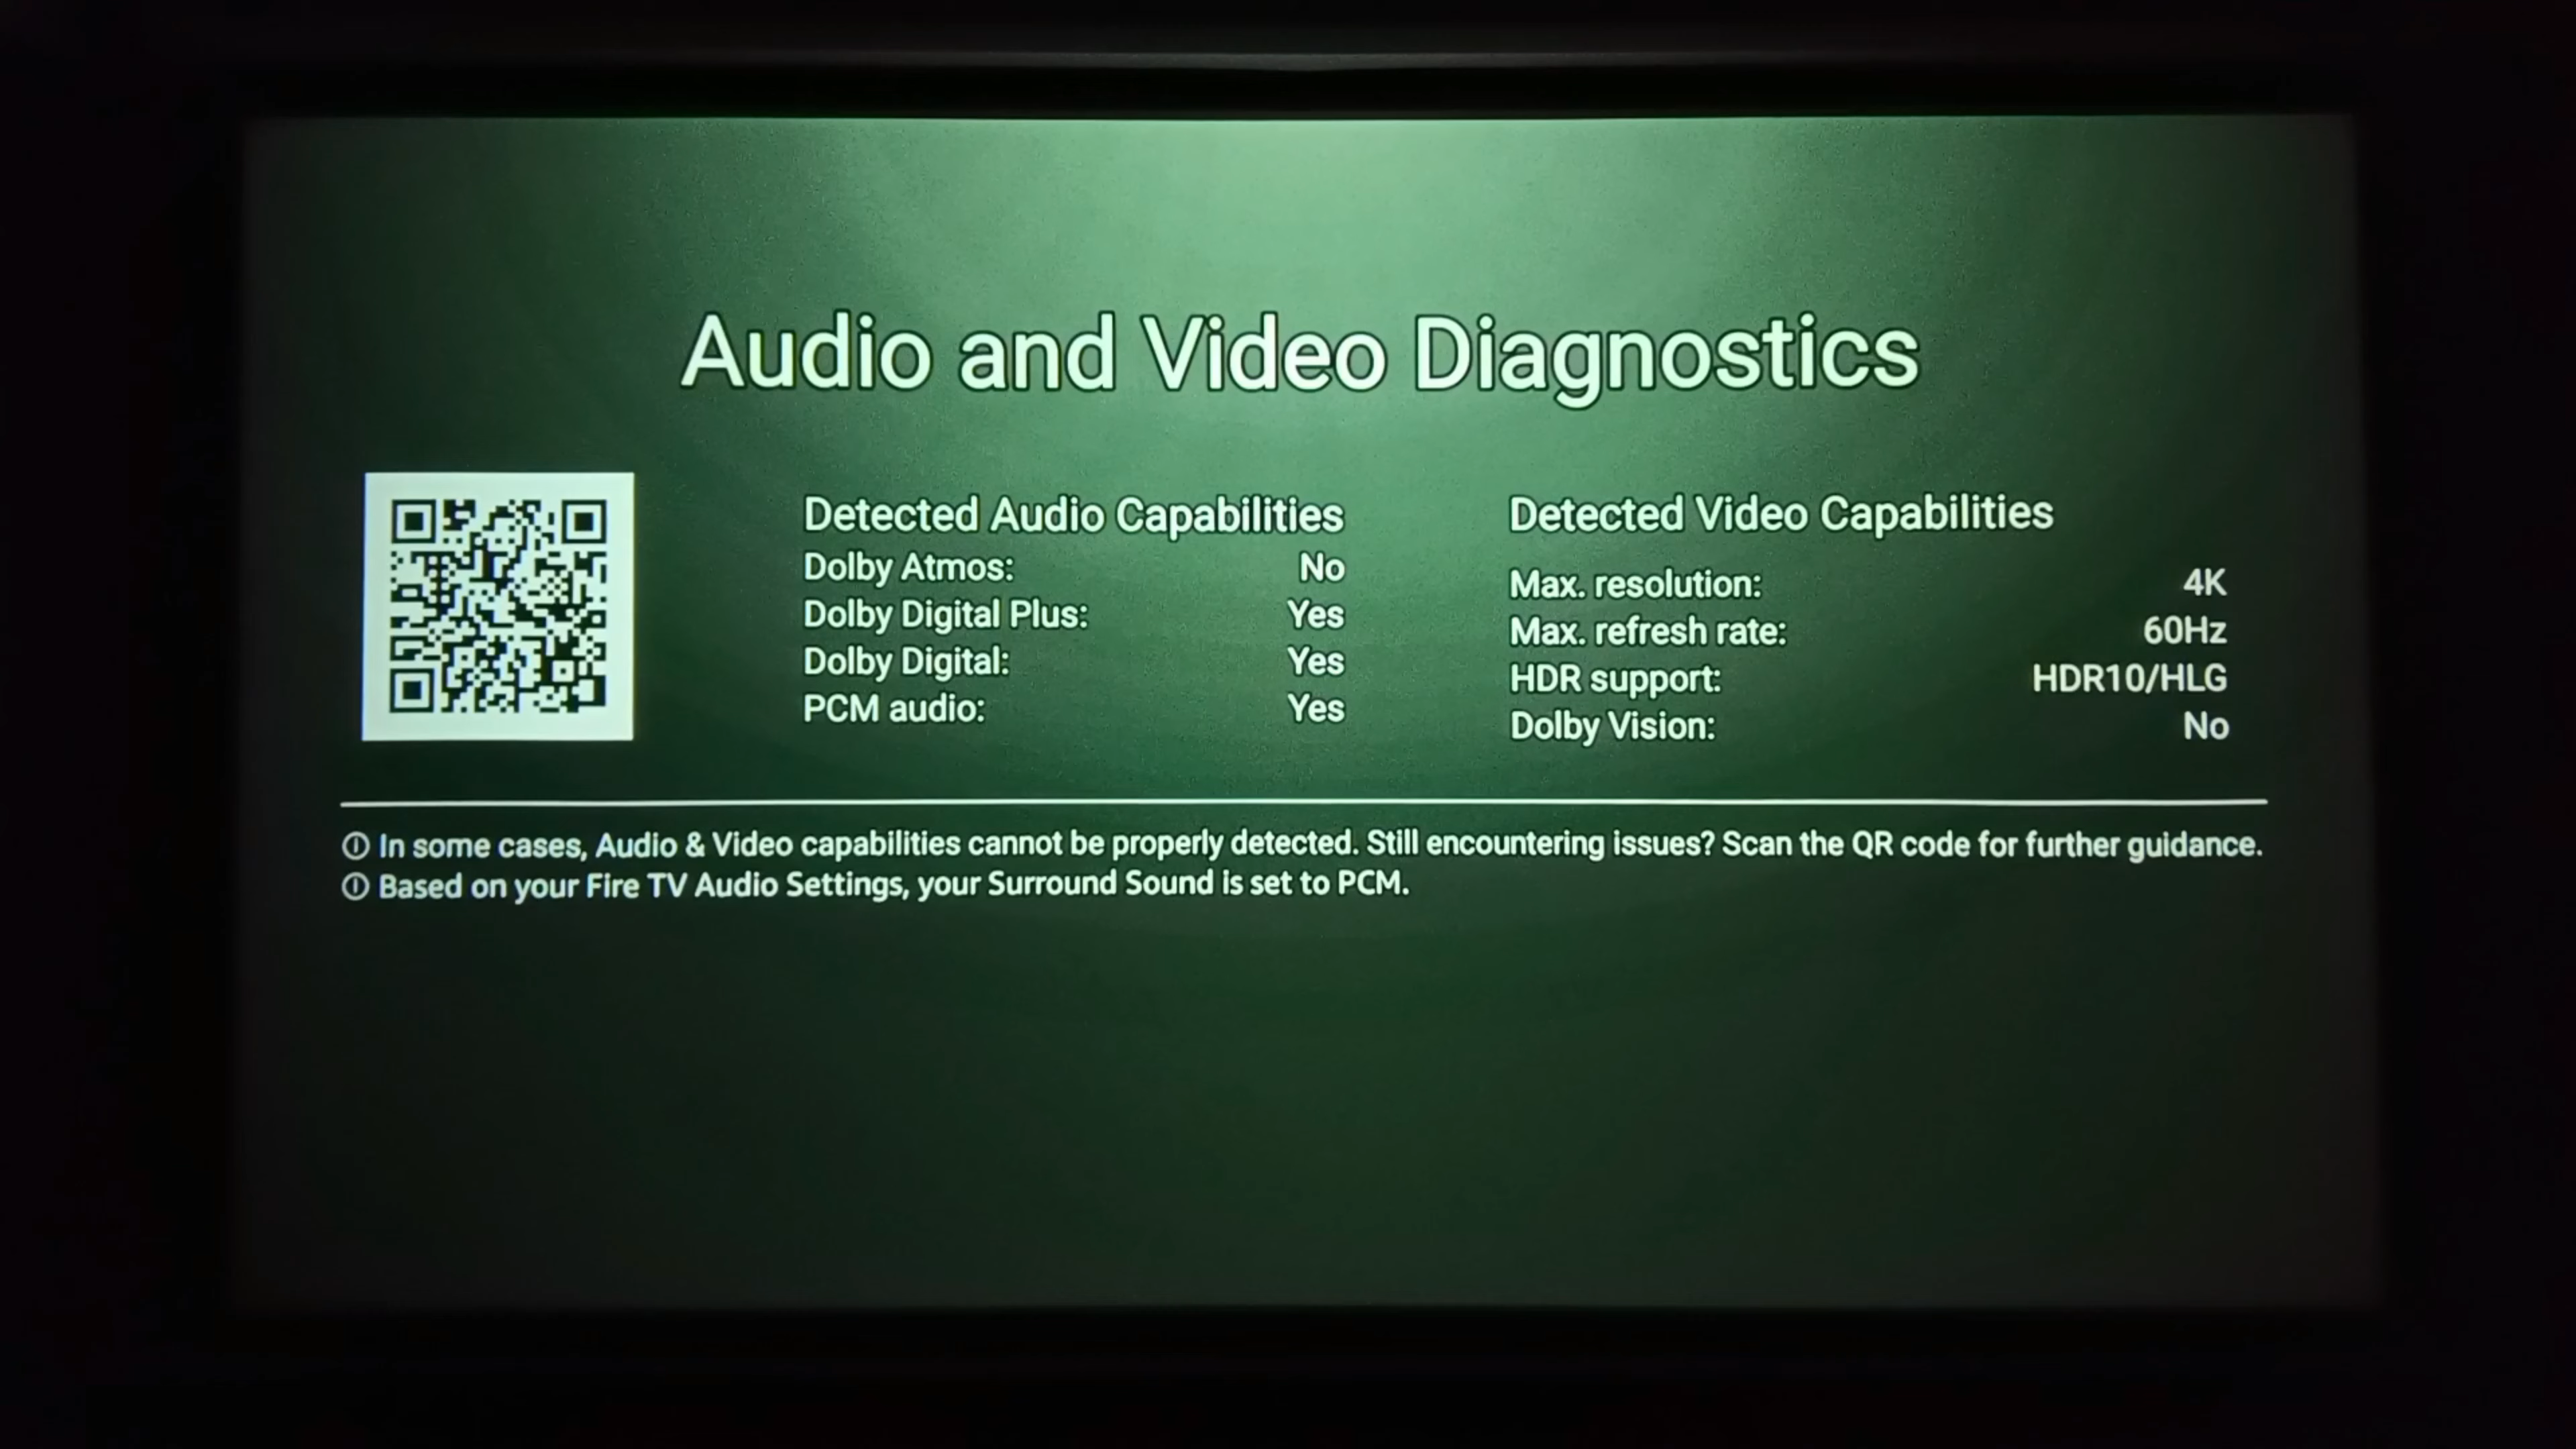 Audio and Video Diagnostics
Detected Audio Capabilities
Dolby Atmos: No
Dolby Digital Plus: Yes
Dolby Digital: Yes
PCM audio: Yes
Detected Video Capabilities
Max. resolution: 4K
Max. refresh rate: 60Hz
HDR support: HDR10/HLG
Dolby Vision: No
In some cases, Audio & Video capabilities cannot be properly detected. Still encountering issues? Scan the QR code for further guidance.
Based on your Fire TV Audio Settings, your Surround Sound is set to PCM.